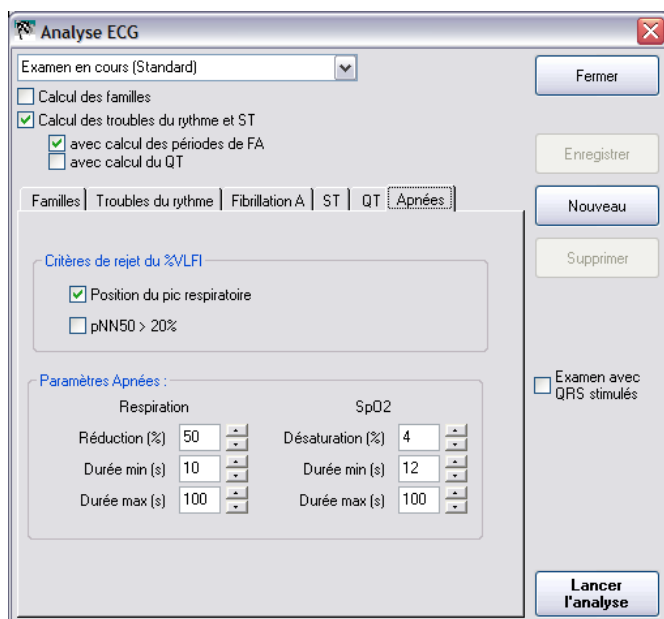 Analyse ECG
Examen en cours (Standard)
Fermer
Calcul des familles
Calcul des troubles du rythme et ST
avec calcul des périodes de FA
avec calcul du QT
Enregistrer
Familles Troubles du rythme Fibrillation A ST QT Apnées
Nouveau
Supprimer
Critères de rejet du %VLFI
Position du pic respiratoire
pNN50 > 20%
Examen avec
QRS stimulés
Paramètres Apnées :
Respiration SpO2
Réduction (%) 50 Désaturation (%) 4
Durée min (s) 10 Durée min (s) 12
Durée max (s) 100 Durée max (s) 100
Lancer
l'analyse